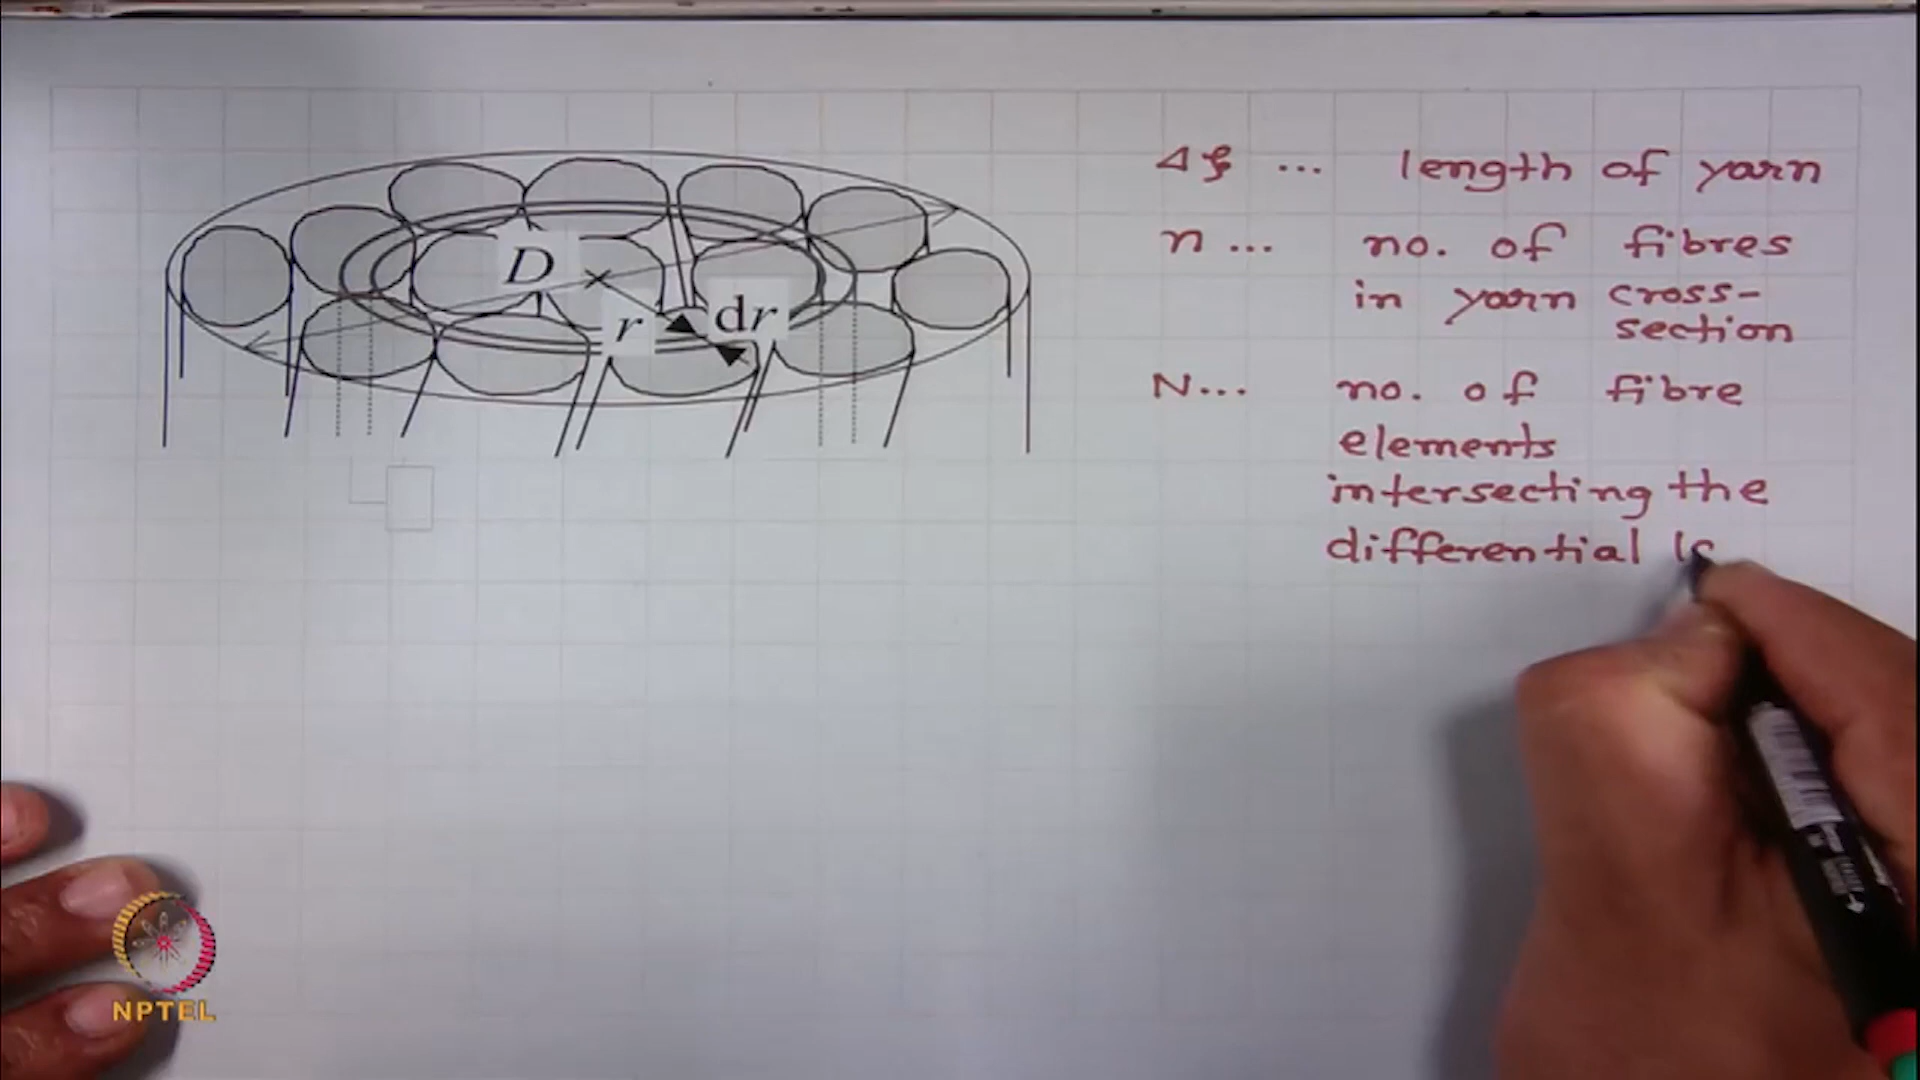 D
r
dr
Δξ ... length of yarn
n ... no. of fibres
in yarn cross-
section
N... no. of fibre
elements
intersecting the
differential
NPTEL